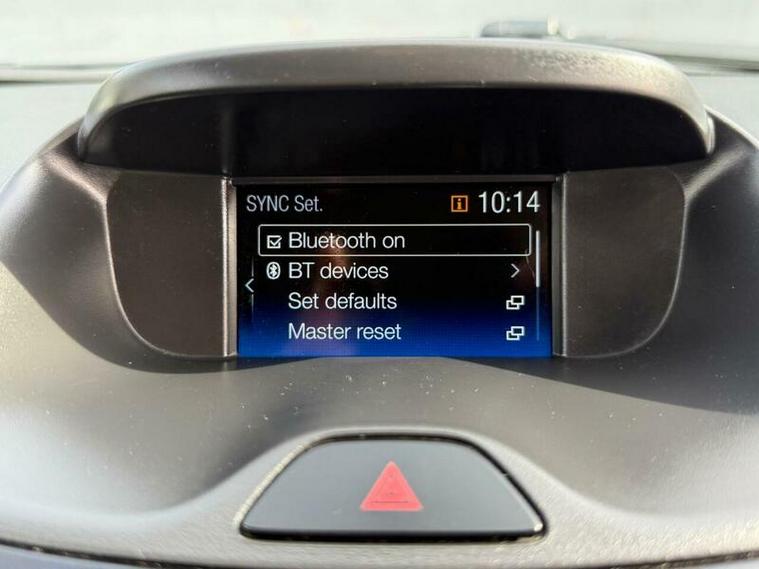 SYNC Set. 10:14
Bluetooth on
BT devices
Set defaults
Master reset